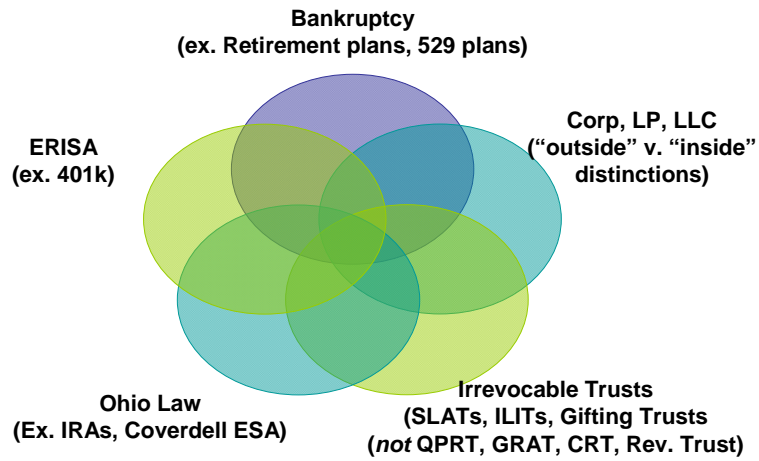 Bankruptcy
(ex. Retirement plans, 529 plans)
Corp, LP, LLC
(“outside” v. “inside”
distinctions)
ERISA
(ex. 401k)
Ohio Law
(Ex. IRAs, Coverdell ESA)
Irrevocable Trusts
(SLATs, ILITs, Gifting Trusts
(not QPRT, GRAT, CRT, Rev. Trust)